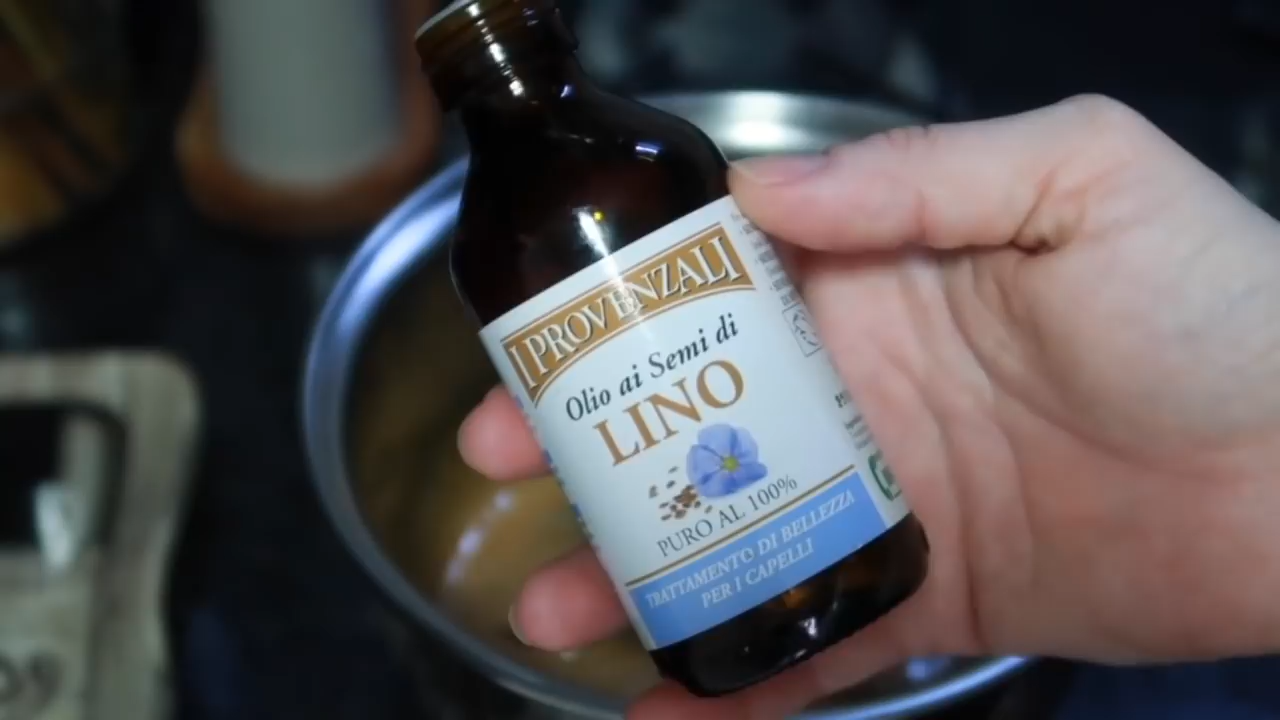 I PROVENZALI
Olio ai Semi di
LINO
PURO AL 100%
TRATTAMENTO DI BELLEZZA
PER I CAPELLI